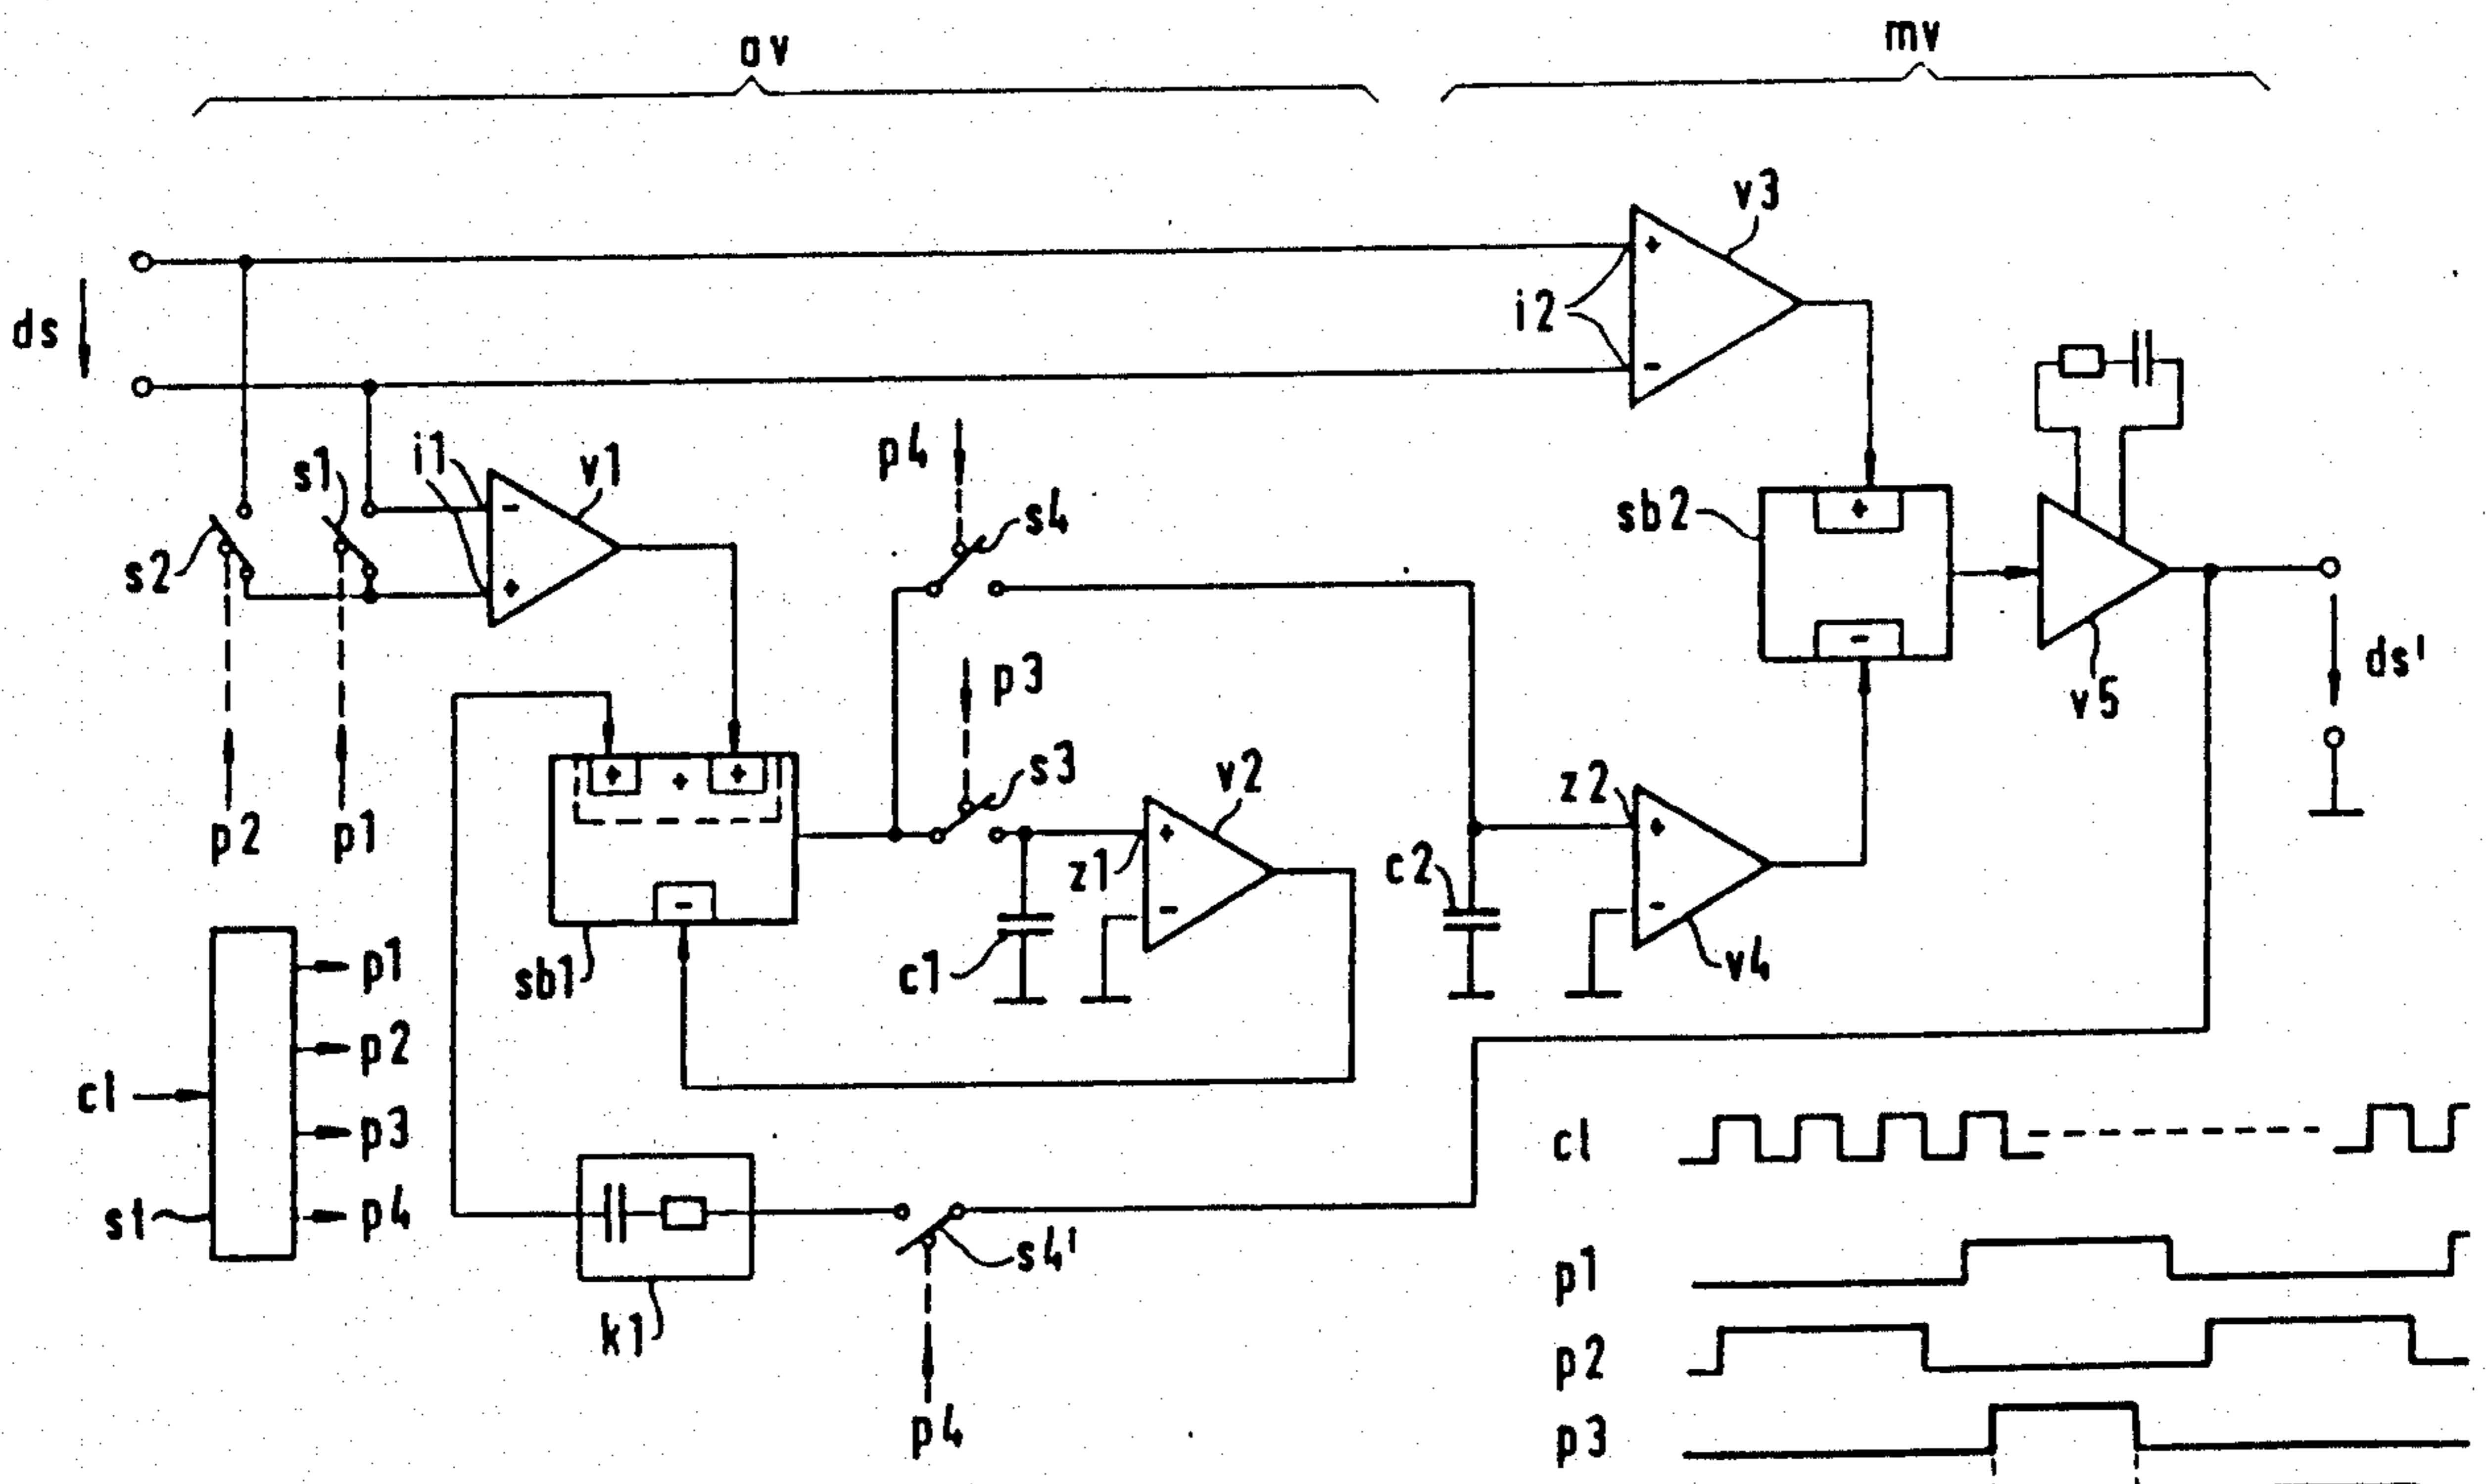 av
mv
v3
+
i2
-
ds
s1
i1
v1
-
+
s2
p4
s4
sb2
+
-
v5
ds'
p3
s3
v2
+
-
z1
c1
+
+
+
-
sb1
p2
p1
z2
+
-
c2
v4
cl
st
p1
p2
p3
p4
k1
s4'
p4
cl
p1
p2
p3